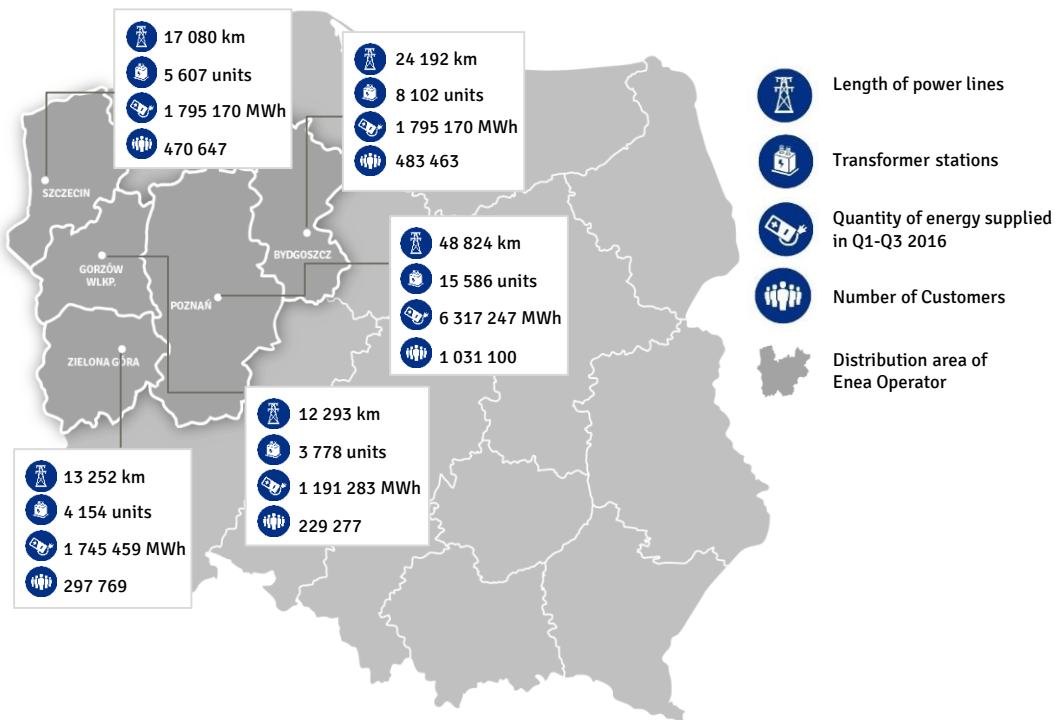 17 080 km
5 607 units
1 795 170 MWh
470 647
24 192 km
8 102 units
1 795 170 MWh
483 463
48 824 km
15 586 units
6 317 247 MWh
1 031 100
12 293 km
3 778 units
1 191 283 MWh
229 277
13 252 km
4 154 units
1 745 459 MWh
297 769
SZCZECIN
GORZÓW
WLKP.
POZNAŃ
BYDGOSZCZ
ZIELONA GÓRA
Length of power lines
Transformer stations
Quantity of energy supplied
in Q1-Q3 2016
Number of Customers
Distribution area of
Enea Operator